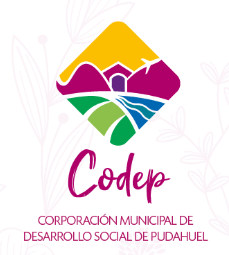 Codep
CORPORACIÓN MUNICIPAL DE
DESARROLLO SOCIAL DE PUDAHUEL